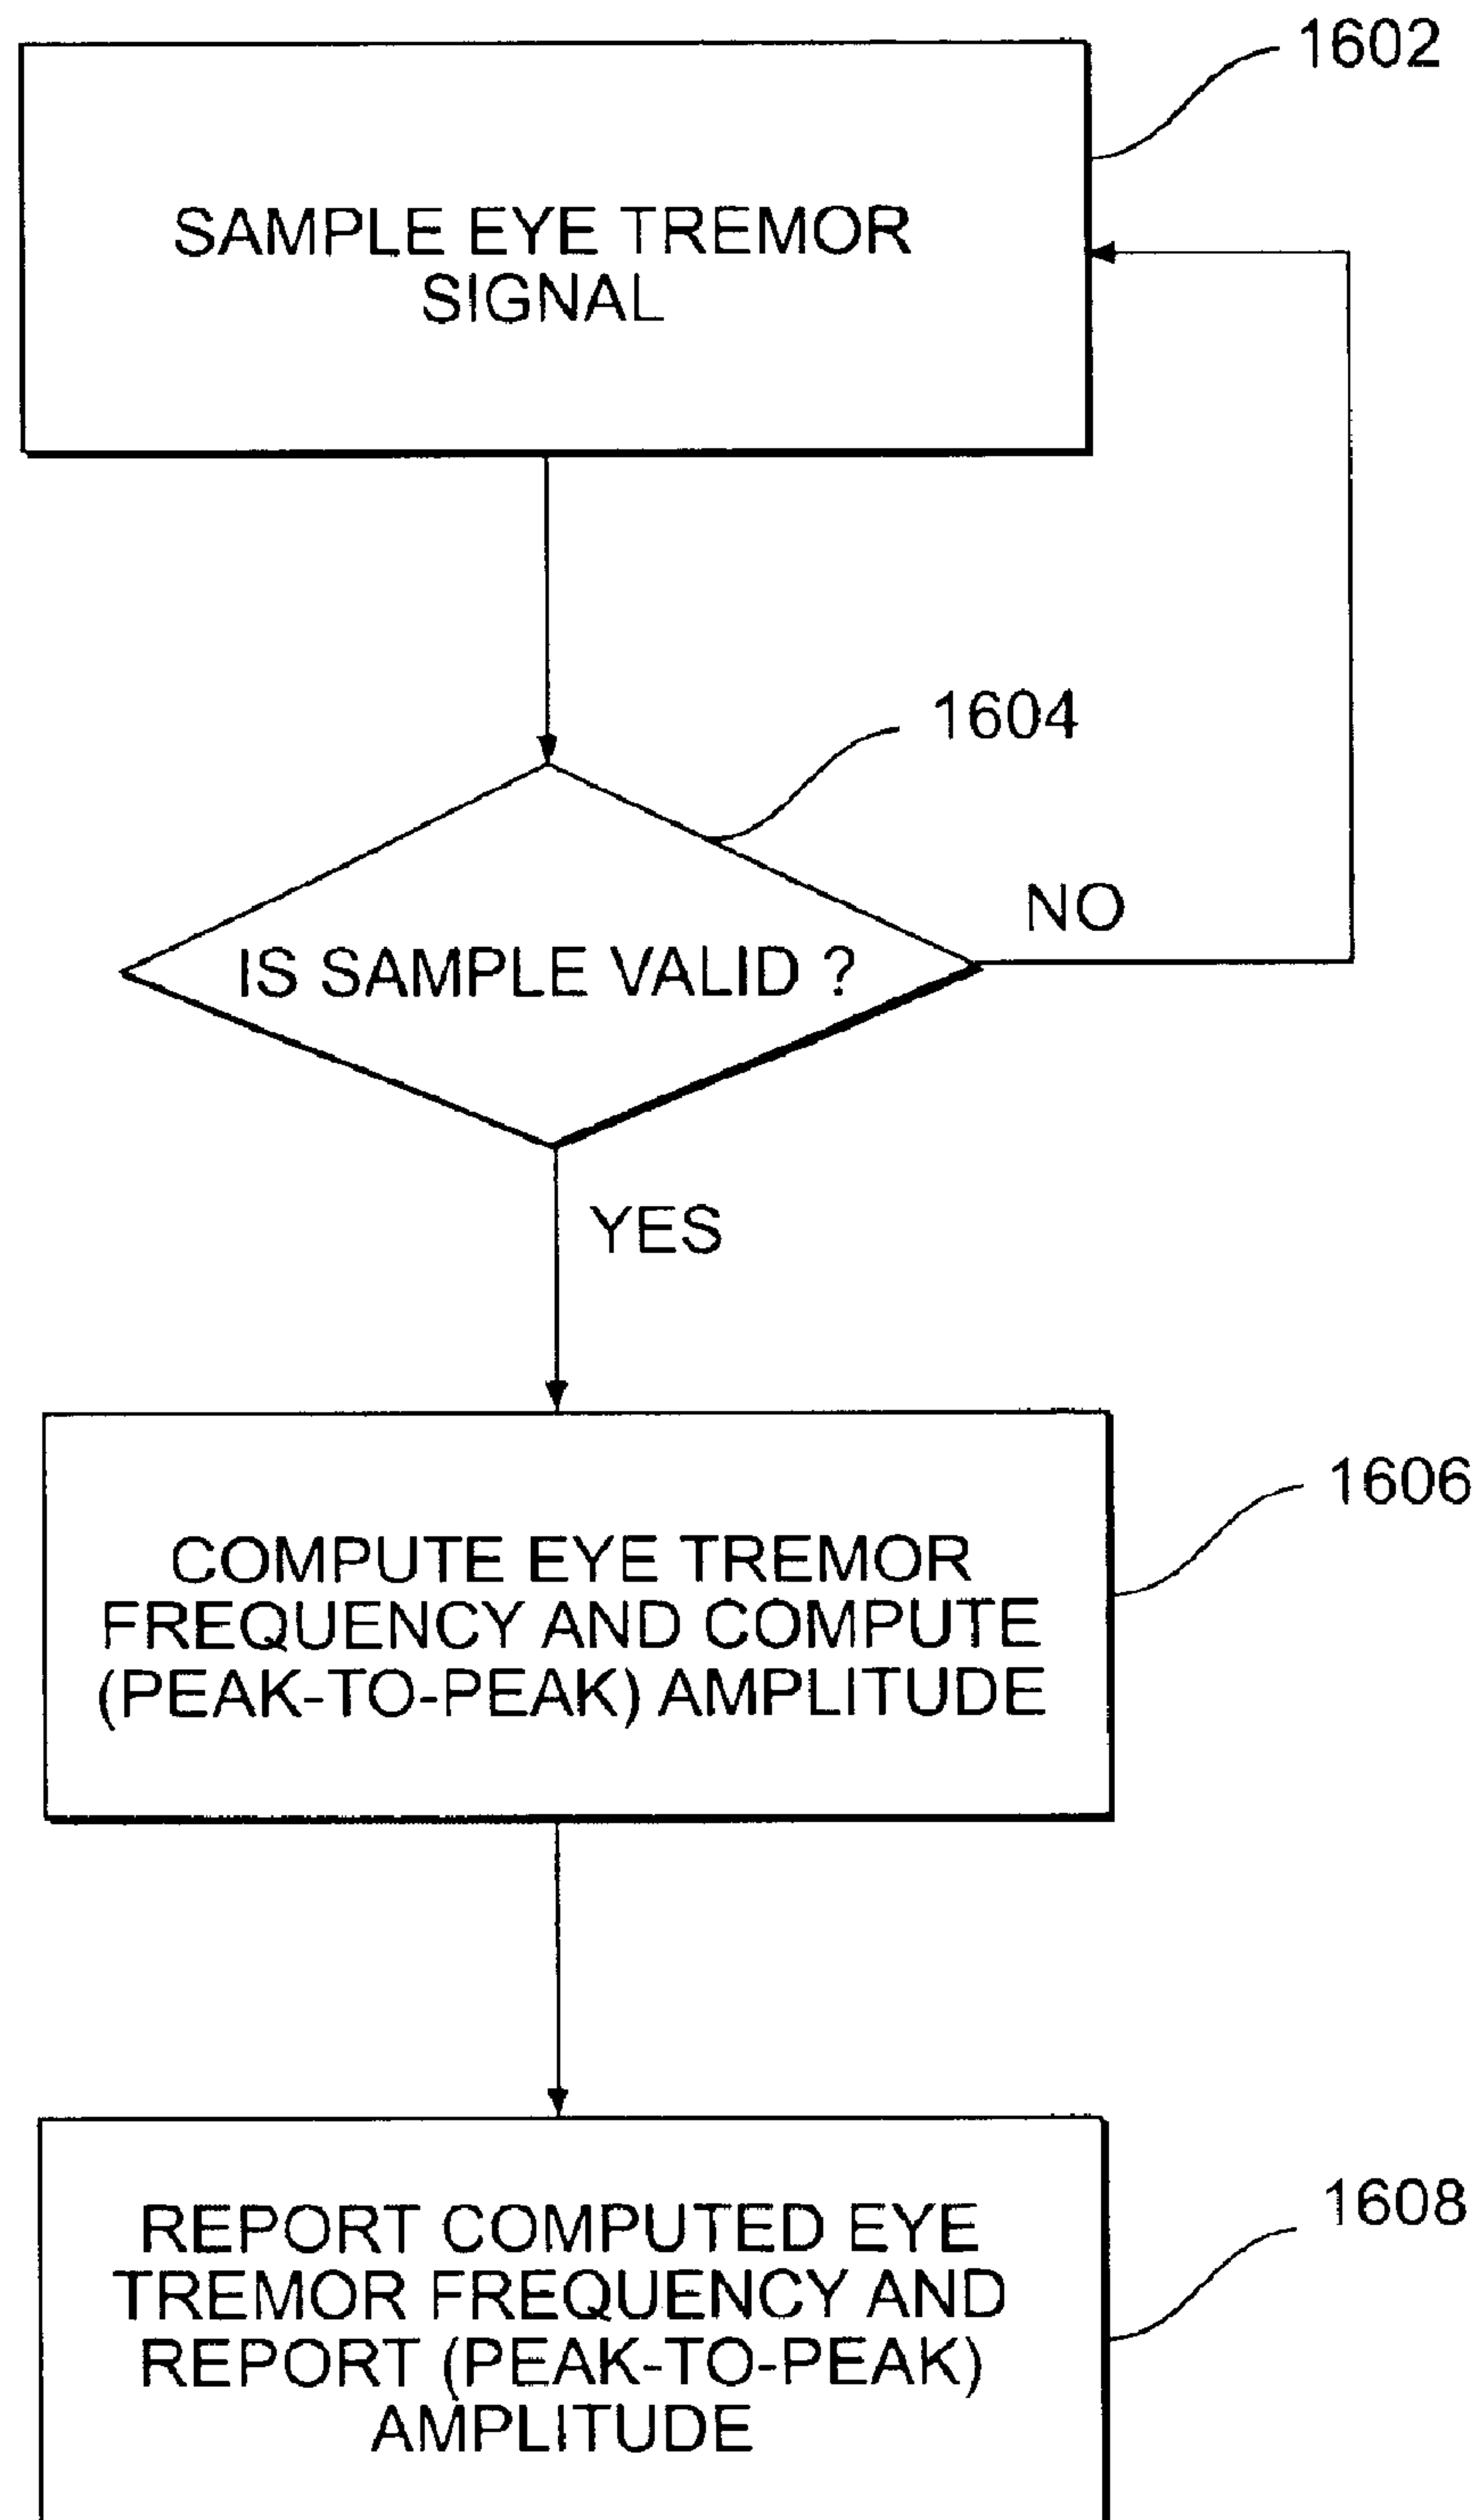 1602
SAMPLE EYE TREMOR
SIGNAL
1604
NO
IS SAMPLE VALID ?
YES
1606
COMPUTE EYE TREMOR
FREQUENCY AND COMPUTE
(PEAK-TO-PEAK) AMPLITUDE
1608
REPORT COMPUTED EYE
TREMOR FREQUENCY AND
REPORT (PEAK-TO-PEAK)
AMPLITUDE